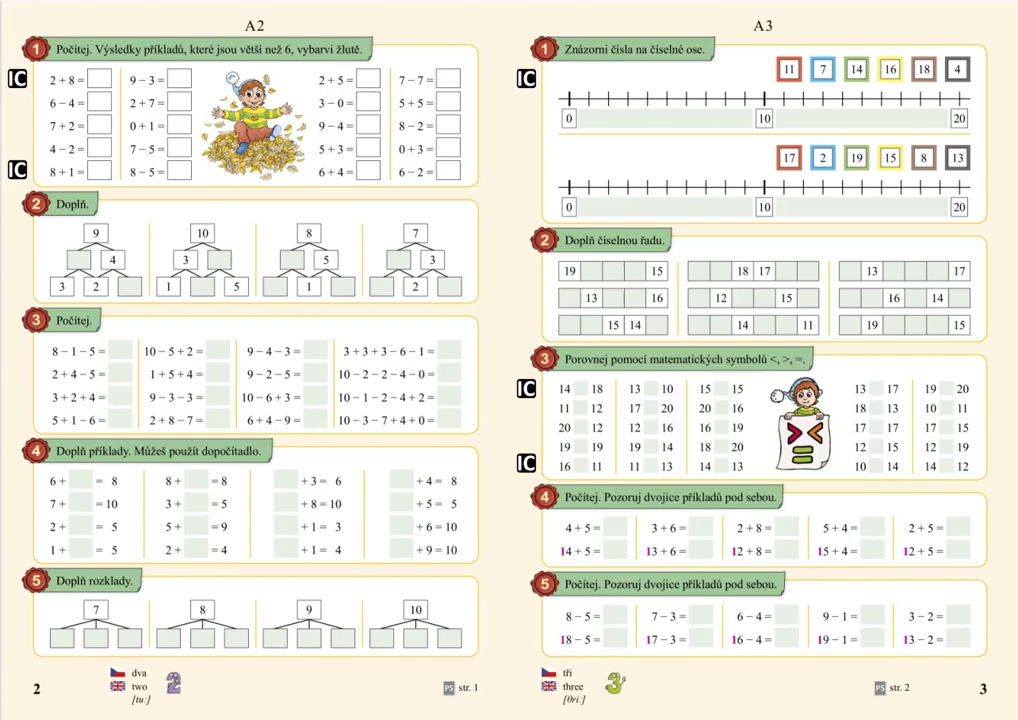 A2
1 Počítej. Výsledky příkladů, které jsou větší než 6, vybarvi žlutě.
IC
2 + 8 = 9 − 3 = 2 + 5 = 7 − 7 =
6 − 4 = 2 + 7 = 3 − 0 = 5 + 5 =
7 + 2 = 0 + 1 = 9 − 4 = 8 − 2 =
4 − 2 = 7 − 5 = 5 + 3 = 0 + 3 =
IC
8 + 1 = 8 − 5 = 6 + 4 = 6 − 2 =
2 Doplň.
9 10 8 7
4 3 5 3
3 2 1 5 1 2
3 Počítej.
8 − 1 − 5 = 10 − 5 + 2 = 9 − 4 − 3 = 3 + 3 + 3 − 6 − 1 =
2 + 4 − 5 = 1 + 5 + 4 = 9 − 2 − 5 = 10 − 2 − 2 − 4 − 0 =
3 + 2 + 4 = 9 − 3 − 3 = 10 − 6 + 3 = 10 − 1 − 2 − 4 + 2 =
5 + 1 − 6 = 2 + 8 − 7 = 6 + 4 − 9 = 10 − 3 − 7 + 4 + 0 =
4 Doplň příklady. Můžeš použít dopočítadlo.
6 + = 8 8 + = 8 + 3 = 6 + 4 = 8
7 + = 10 3 + = 5 + 8 = 10 + 5 = 5
2 + = 5 5 + = 9 + 1 = 3 + 6 = 10
1 + = 5 2 + = 4 + 1 = 4 + 9 = 10
5 Doplň rozklady.
7 8 9 10
dva
two
[tu:]
2
2
PS str. 1
A3
1 Znázorni čísla na číselné ose.
IC
11 7 14 16 18 4
0 10 20
17 2 19 15 8 13
0 10 20
2 Doplň číselnou řadu.
19 15 18 17 13 17
13 16 12 15 16 14
15 14 14 11 19 15
3 Porovnej pomocí matematických symbolů <, >, =.
IC
14 18 13 10 15 15 13 17 19 20
11 12 17 20 20 16 18 13 10 11
20 12 12 16 16 19 17 17 17 15
19 19 19 14 18 20 12 15 12 19
IC
16 11 11 13 14 13 10 14 14 12
> <
=
4 Počítej. Pozoruj dvojice příkladů pod sebou.
4 + 5 = 3 + 6 = 2 + 8 = 5 + 4 = 2 + 5 =
14 + 5 = 13 + 6 = 12 + 8 = 15 + 4 = 12 + 5 =
5 Počítej. Pozoruj dvojice příkladů pod sebou.
8 − 5 = 7 − 3 = 6 − 4 = 9 − 1 = 3 − 2 =
18 − 5 = 17 − 3 = 16 − 4 = 19 − 1 = 13 − 2 =
tři
three
[θri:]
3
PS str. 2
3